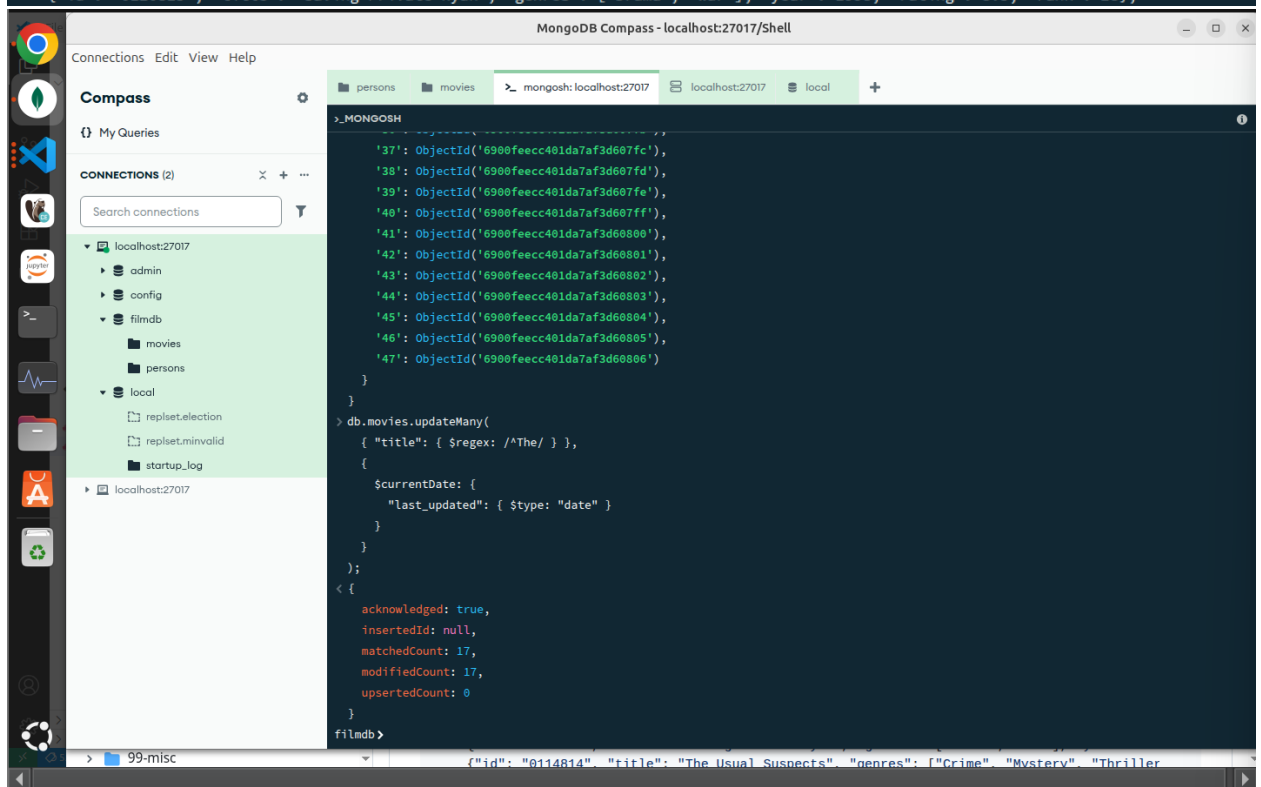 MongoDB Compass - localhost:27017/Shell
Connections Edit View Help
Compass
{} My Queries
CONNECTIONS (2)
Search connections
localhost:27017
admin
config
filmdb
movies
persons
local
replset.election
replset.minvalid
startup_log
localhost:27017
persons movies >_ mongosh: localhost:27017 localhost:27017 local +
>_MONGOSH
'37': ObjectId('6900feecc401da7af3d607fc'),
'38': ObjectId('6900feecc401da7af3d607fd'),
'39': ObjectId('6900feecc401da7af3d607fe'),
'40': ObjectId('6900feecc401da7af3d607ff'),
'41': ObjectId('6900feecc401da7af3d60800'),
'42': ObjectId('6900feecc401da7af3d60801'),
'43': ObjectId('6900feecc401da7af3d60802'),
'44': ObjectId('6900feecc401da7af3d60803'),
'45': ObjectId('6900feecc401da7af3d60804'),
'46': ObjectId('6900feecc401da7af3d60805'),
'47': ObjectId('6900feecc401da7af3d60806')
}
}
> db.movies.updateMany(
{ "title": { $regex: /^The/ } },
{
$currentDate: {
"last_updated": { $type: "date" }
}
}
);
< {
acknowledged: true,
insertedId: null,
matchedCount: 17,
modifiedCount: 17,
upsertedCount: 0
}
filmdb>
jupyter
99-misc
{"id": "0114814", "title": "The Usual Suspects", "genres": ["Crime", "Mystery", "Thriller